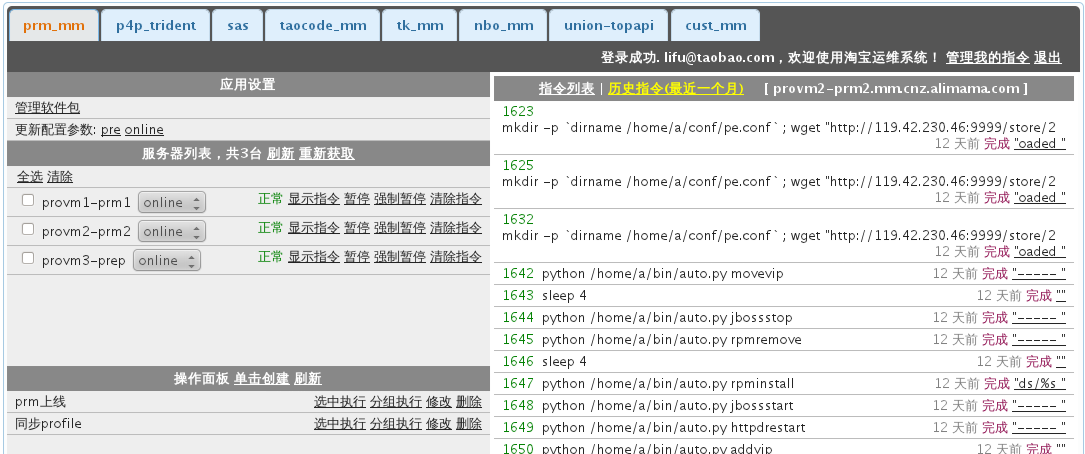 prm_mm p4p_trident sas taocode_mm tk_mm nbo_mm union-topapi cust_mm
登录成功. lifu@taobao.com，欢迎使用淘宝运维系统！ 管理我的指令 退出
应用设置
管理软件包
更新配置参数: pre online
服务器列表，共3台 刷新 重新获取
全选 清除
provm1-prm1 online 正常 显示指令 暂停 强制暂停 清除指令
provm2-prm2 online 正常 显示指令 暂停 强制暂停 清除指令
provm3-prep online 正常 显示指令 暂停 强制暂停 清除指令
操作面板 单击创建 刷新
prm上线 选中执行 分组执行 修改 删除
同步profile 选中执行 分组执行 修改 删除
指令列表 | 历史指令(最近一个月) [ provm2-prm2.mm.cnz.alimama.com ]
1623
mkdir -p `dirname /home/a/conf/pe.conf` ; wget "http://119.42.230.46:9999/store/2
12 天前 完成 "oaded "
1625
mkdir -p `dirname /home/a/conf/pe.conf` ; wget "http://119.42.230.46:9999/store/2
12 天前 完成 "oaded "
1632
mkdir -p `dirname /home/a/conf/pe.conf` ; wget "http://119.42.230.46:9999/store/2
12 天前 完成 "oaded "
1642 python /home/a/bin/auto.py movevip 12 天前 完成 "----- "
1643 sleep 4 12 天前 完成 ""
1644 python /home/a/bin/auto.py jbossstop 12 天前 完成 "----- "
1645 python /home/a/bin/auto.py rpmremove 12 天前 完成 "----- "
1646 sleep 4 12 天前 完成 ""
1647 python /home/a/bin/auto.py rpminstall 12 天前 完成 "ds/%s "
1648 python /home/a/bin/auto.py jbossstart 12 天前 完成 "----- "
1649 python /home/a/bin/auto.py httpdrestart 12 天前 完成 "----- "
1650 python /home/a/bin/auto.py addvip 12 天前 完成 ""